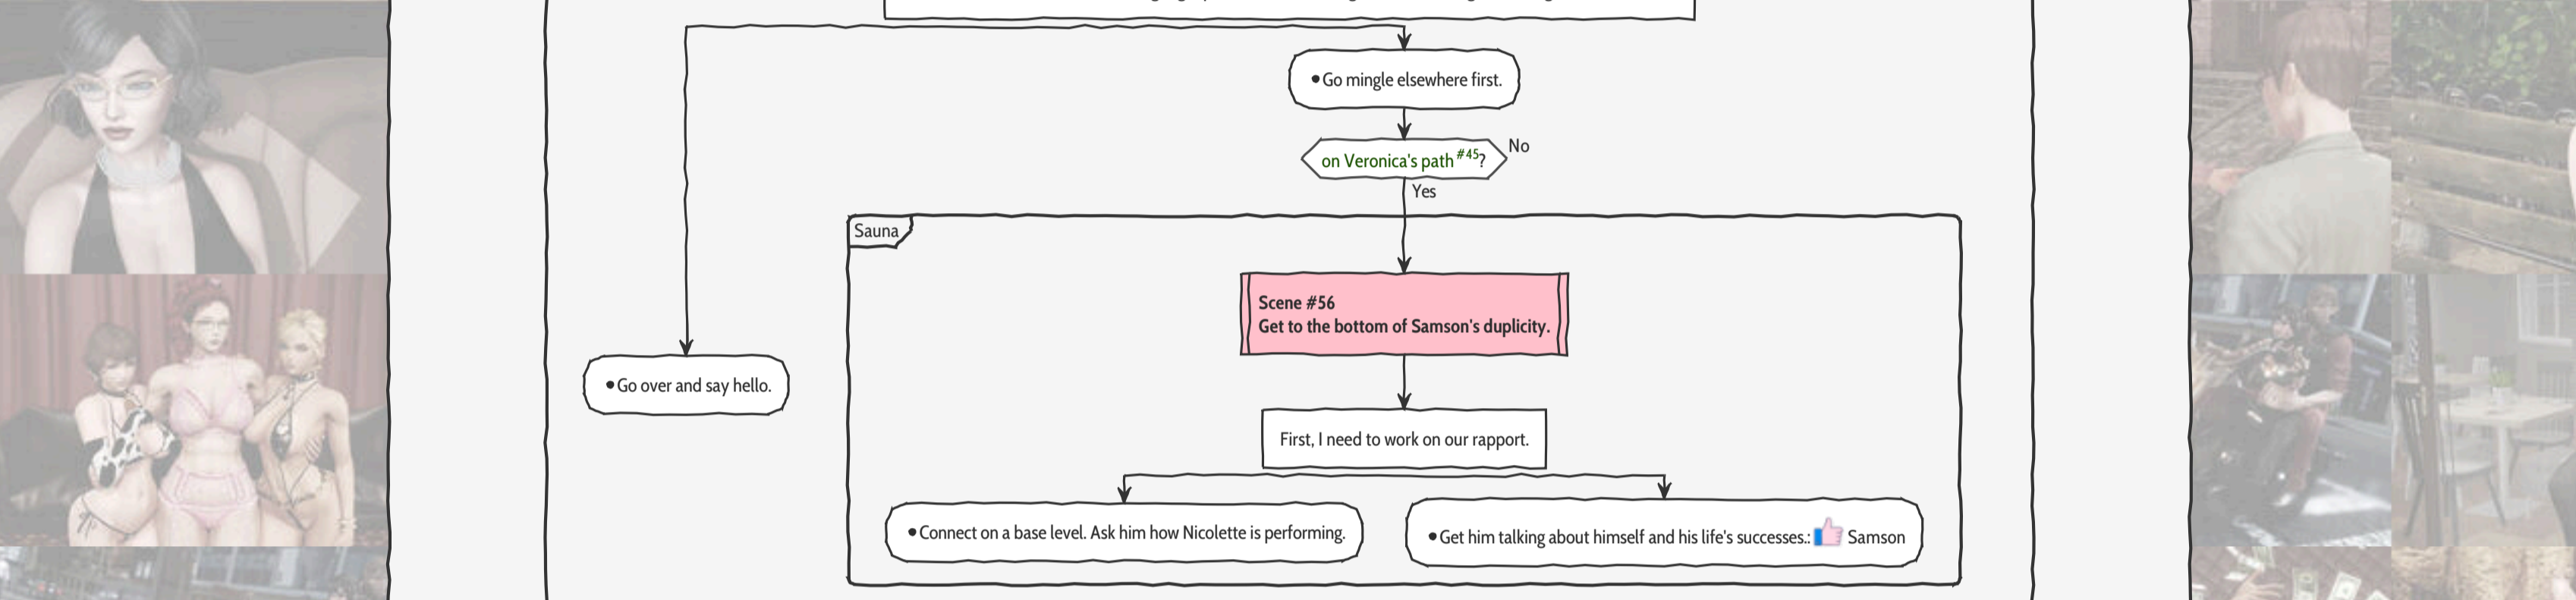 •Go mingle elsewhere first.
on Veronica's path #45?
No
Yes
Sauna
Scene #56
Get to the bottom of Samson's duplicity.
•Go over and say hello.
First, I need to work on our rapport.
•Connect on a base level. Ask him how Nicolette is performing.
•Get him talking about himself and his life's successes.: Samson